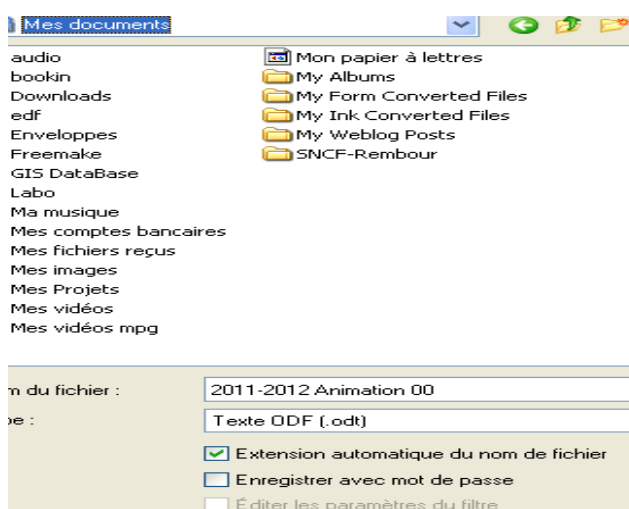 Mes documents
audio
bookin
Downloads
edf
Enveloppes
Freemake
GIS DataBase
Labo
Ma musique
Mes comptes bancaires
Mes fichiers reçus
Mes images
Mes Projets
Mes vidéos
Mes vidéos mpg
Mon papier à lettres
My Albums
My Form Converted Files
My Ink Converted Files
My Weblog Posts
SNCF-Rembour
m du fichier :
2011-2012 Animation 00
pe :
Texte ODF (.odt)
Extension automatique du nom de fichier
Enregistrer avec mot de passe
Éditer les paramètres du filtre